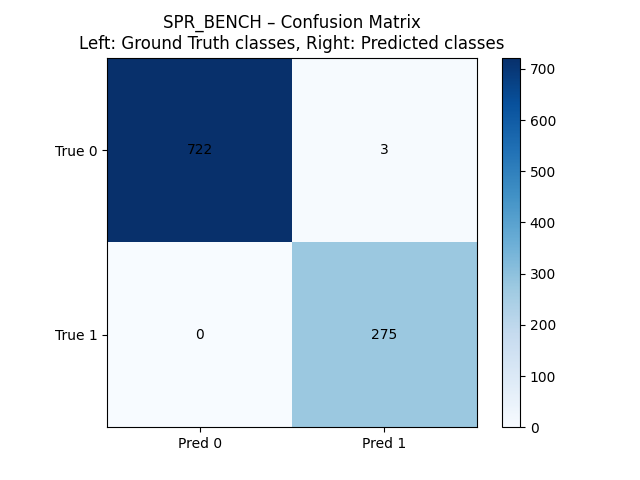 SPR_BENCH – Confusion Matrix
Left: Ground Truth classes, Right: Predicted classes
True 0
722
3
True 1
0
275
Pred 0
Pred 1
700
600
500
400
300
200
100
0